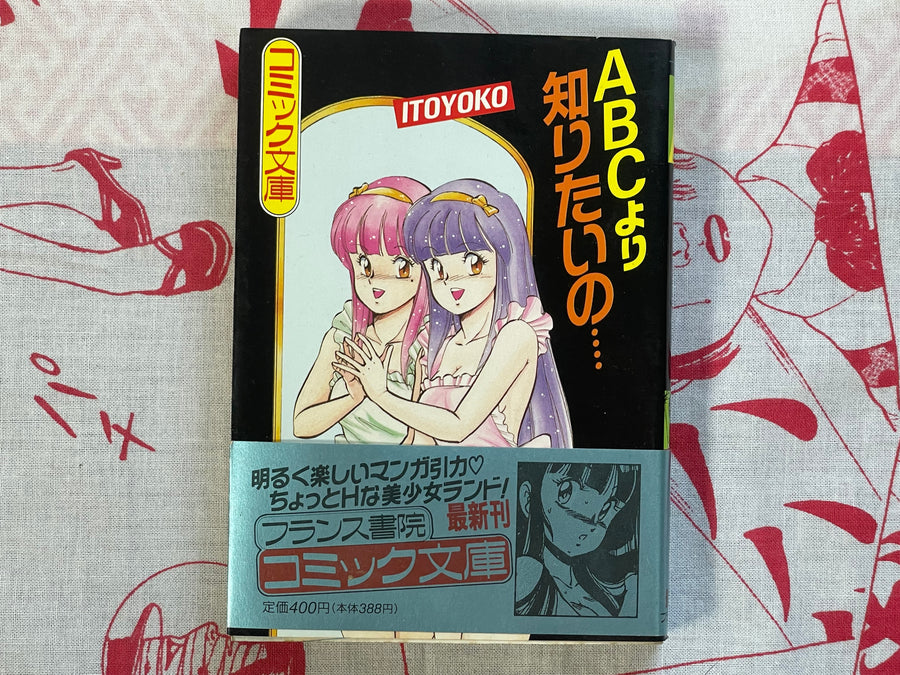 コミック文庫
ITOYOKO
ABCより
知りたいの……
明るく楽しいマンガ引力♡
ちょっとHな美少女ランド!
最新刊
フランス書院
コミック文庫
定価400円(本体388円)